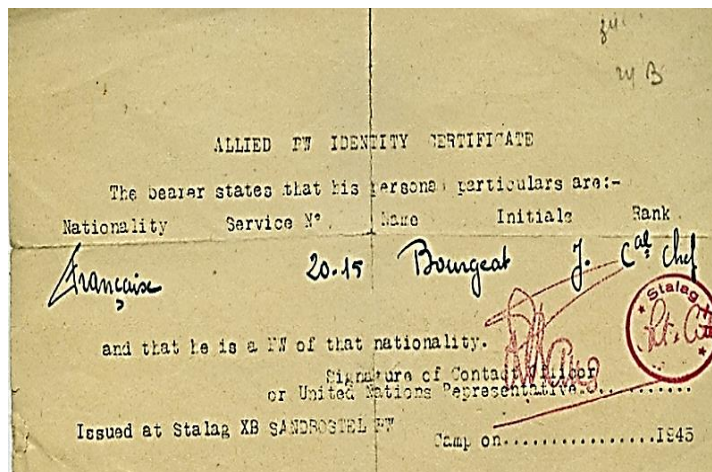 M B
ALLIED PW IDENTITY CERTIFICATE
The bearer states that his personal particulars are:-
Nationality Service Nº Name Initials Rank
Française 20.15 Bourgeat J. Cal Chef
and that he is a PW of that nationality.
Stalag X B
Signature of Contact Officor
or United Nations Representative...........
Issued at Stalag XB SANDBOSTEL PW Camp on.................1945